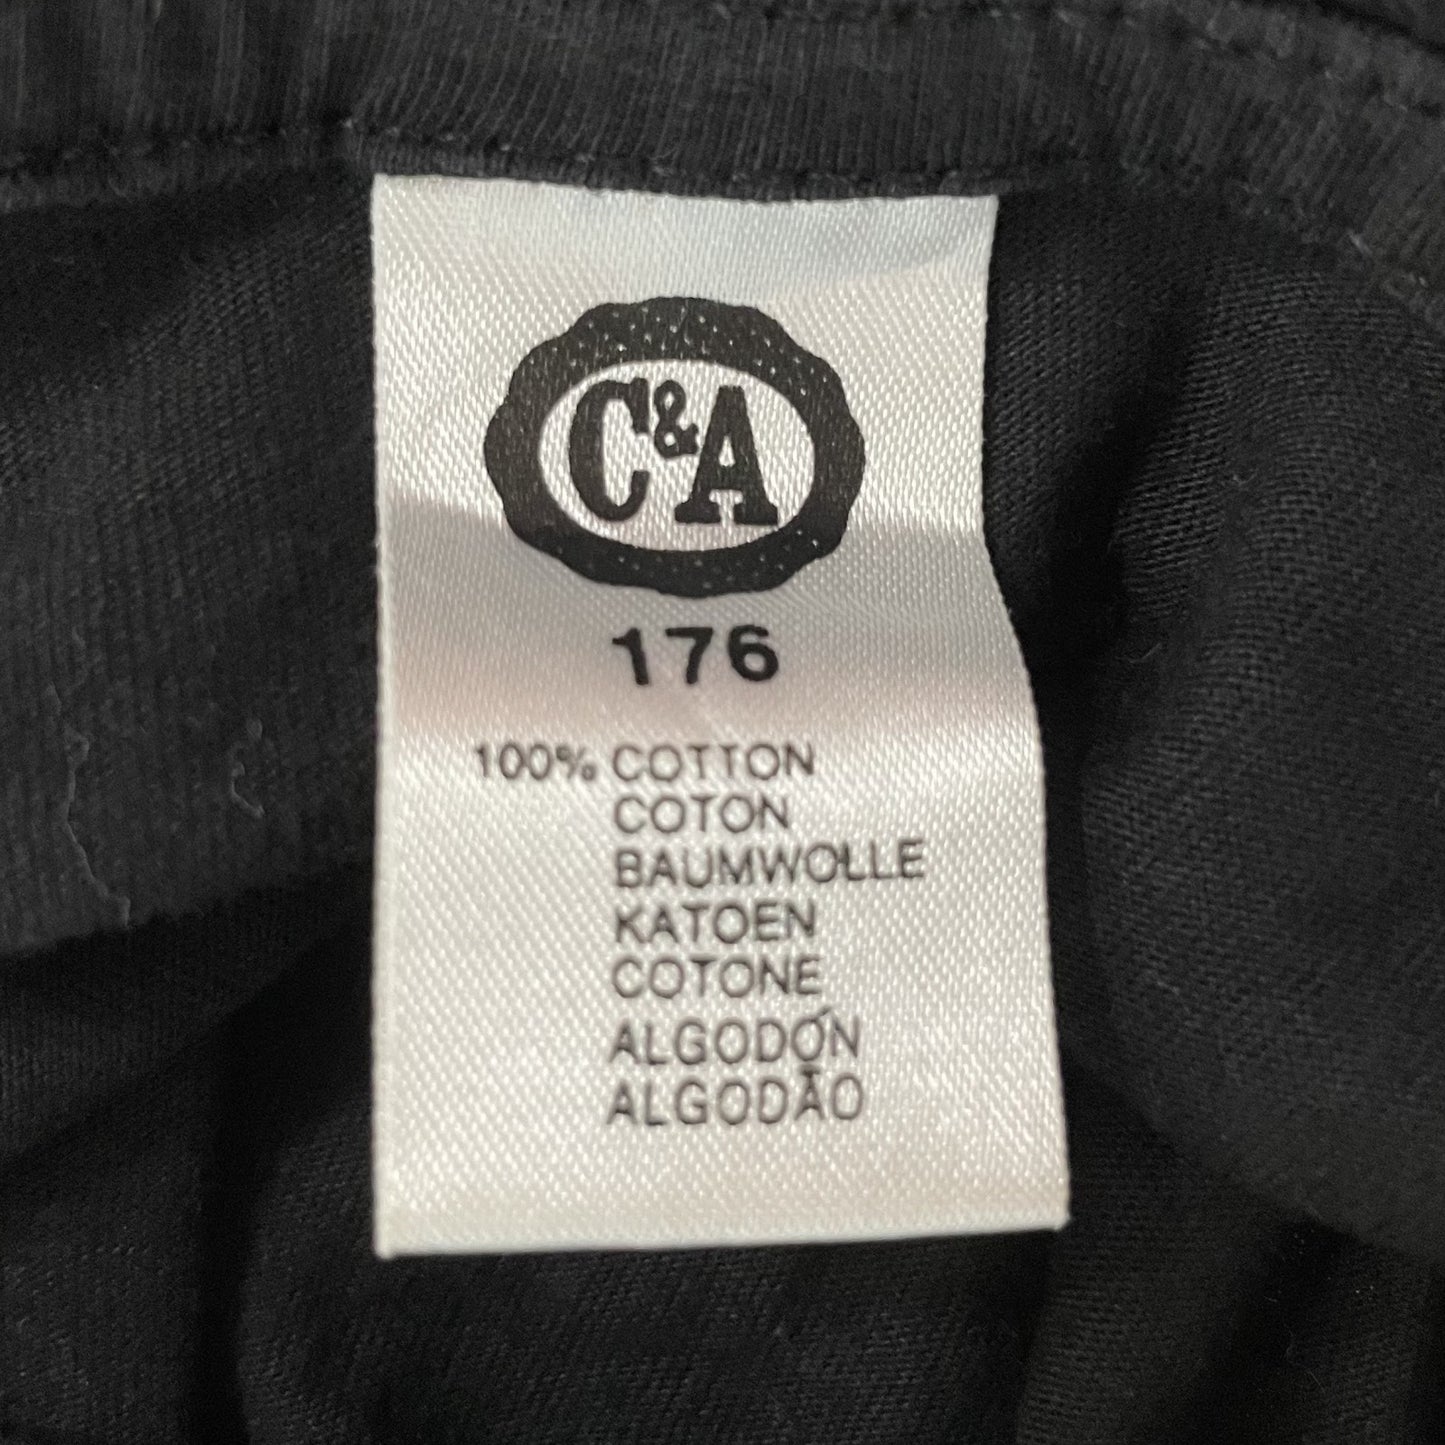 C&A
176
100% COTTON
COTON
BAUMWOLLE
KATOEN
COTONE
ALGODÓN
ALGODÃO